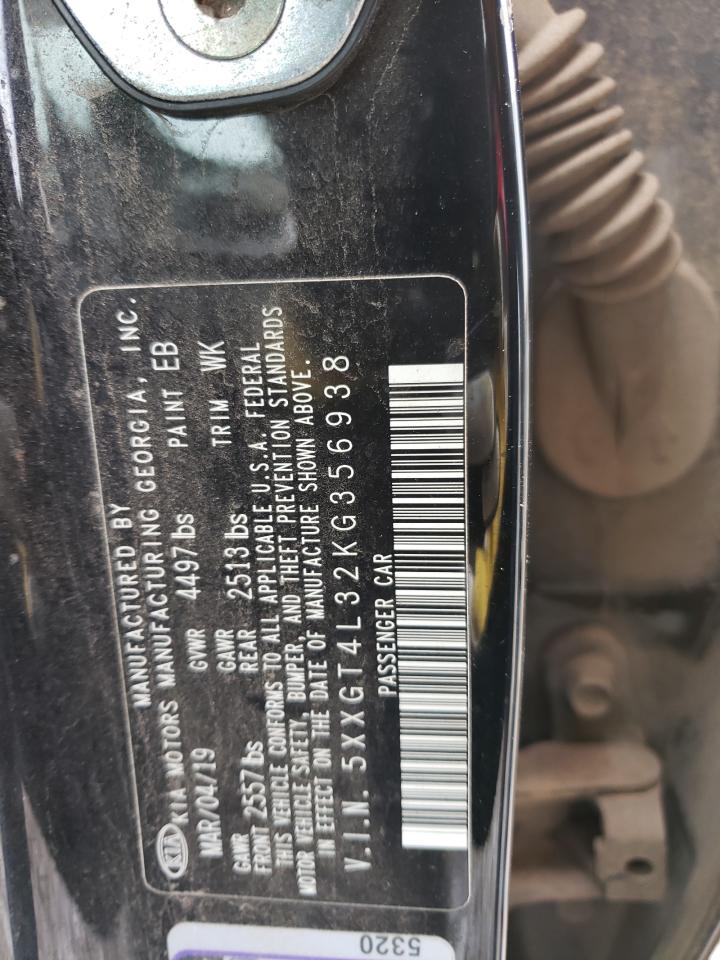 MANUFACTURED BY
KIA KIA MOTORS MANUFACTURING GEORGIA, INC.
MAR/04/19 GVWR 4497 lbs PAINT EB
GAWR FRONT 2557 lbs GAWR REAR 2513 lbs TRIM WK
THIS VEHICLE CONFORMS TO ALL APPLICABLE U.S.A. FEDERAL
MOTOR VEHICLE SAFETY, BUMPER, AND THEFT PREVENTION STANDARDS
IN EFFECT ON THE DATE OF MANUFACTURE SHOWN ABOVE.
V.I.N. 5XXGT4L32KG356938
PASSENGER CAR
5320